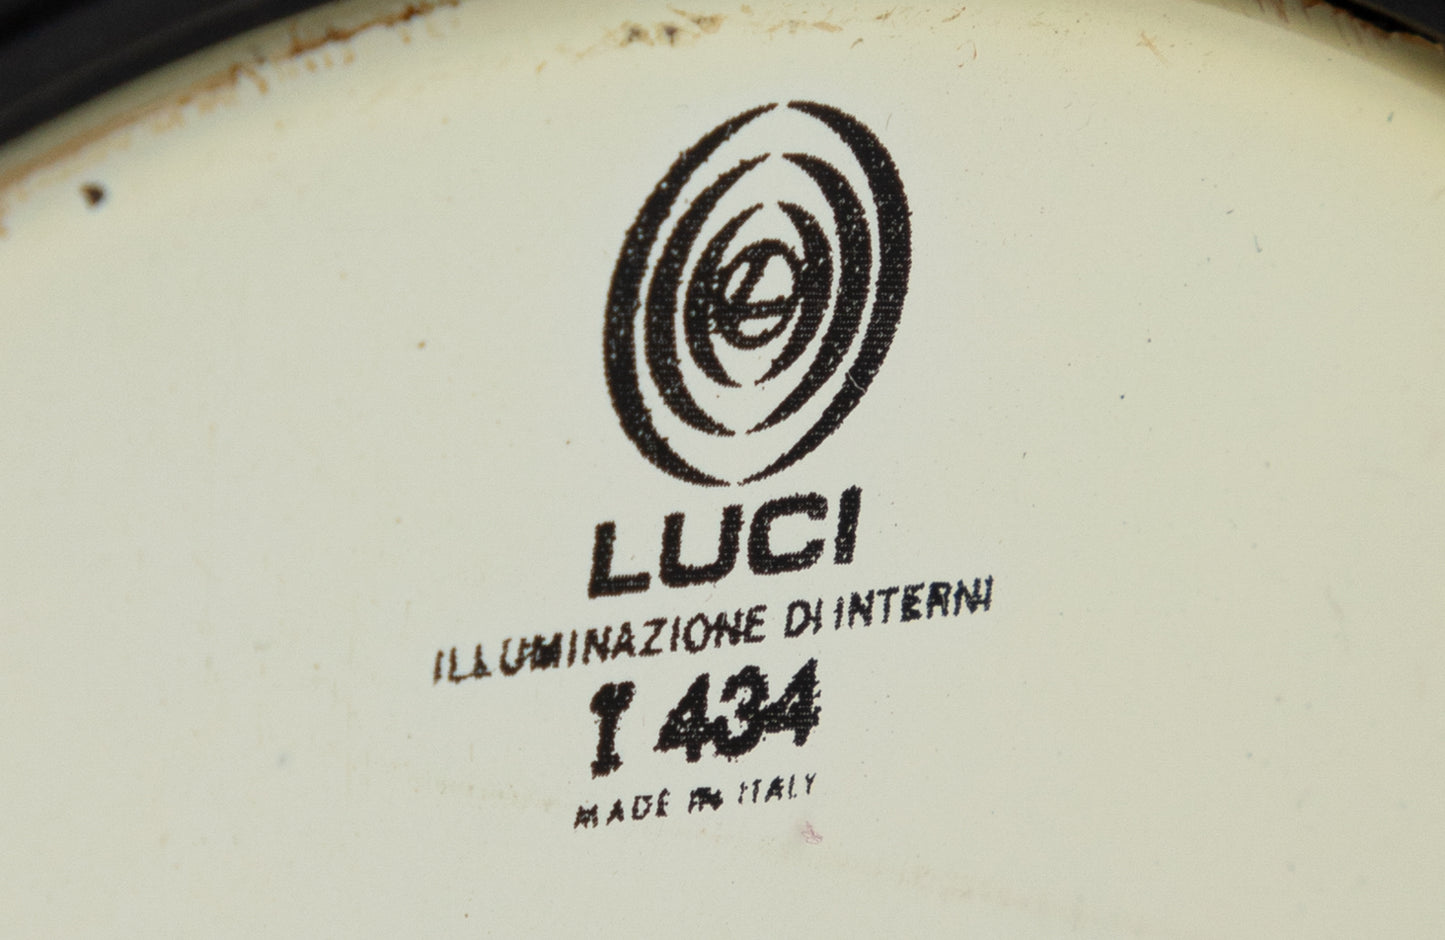 LUCI
ILLUMINAZIONE DI INTERNI
I 434
MADE IN ITALY